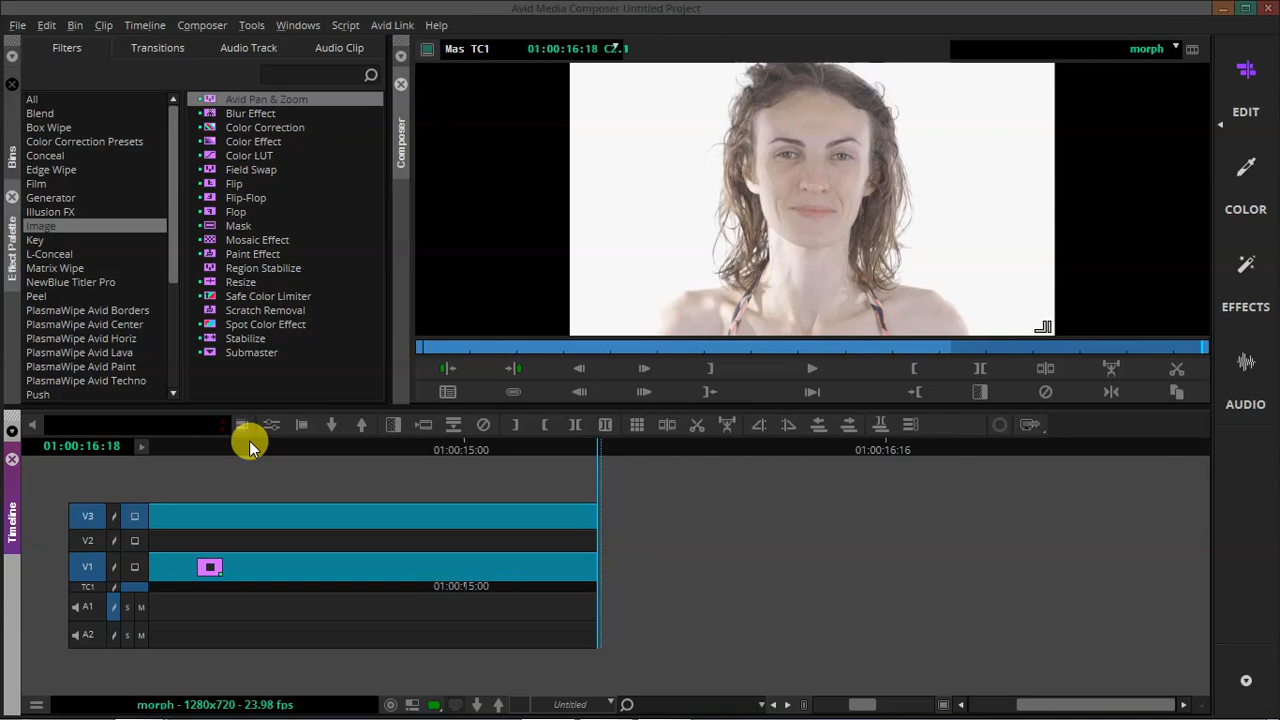 Avid Media Composer Untitled Project
File Edit Bin Clip Timeline Composer Tools Windows Script Avid Link Help
Filters Transitions Audio Track Audio Clip
Mas TC1 01:00:16:18 C2.1 morph
Bins
Effect Palette
All
Blend
Box Wipe
Color Correction Presets
Conceal
Edge Wipe
Film
Generator
Illusion FX
Image
Key
L-Conceal
Matrix Wipe
NewBlue Titler Pro
Peel
PlasmaWipe Avid Borders
PlasmaWipe Avid Center
PlasmaWipe Avid Horiz
PlasmaWipe Avid Lava
PlasmaWipe Avid Paint
PlasmaWipe Avid Techno
Push
Avid Pan & Zoom
Blur Effect
Color Correction
Color Effect
Color LUT
Field Swap
Flip
Flip-Flop
Flop
Mask
Mosaic Effect
Paint Effect
Region Stabilize
Resize
Safe Color Limiter
Scratch Removal
Spot Color Effect
Stabilize
Submaster
Composer
EDIT
COLOR
EFFECTS
AUDIO
Timeline
01:00:16:18 01:00:15:00 01:00:16:16
V3
V2
V1
TC1 01:00:15:00
A1 S M
A2 S M
morph - 1280x720 - 23.98 fps Untitled